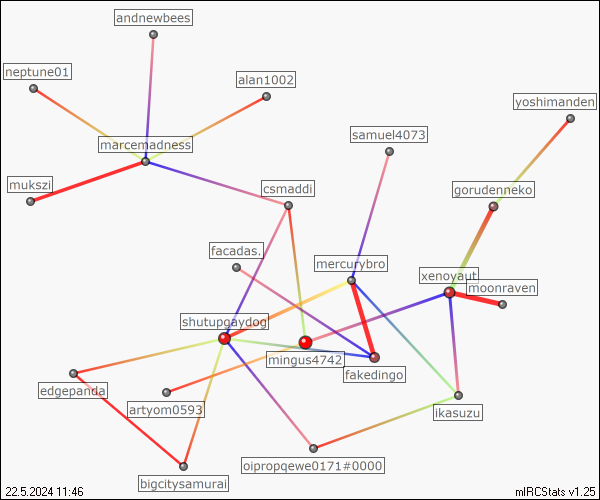 andnewbees
neptune01
alan1002
yoshimanden
samuel4073
marcemadness
mukszi
csmaddi
gorudenneko
facadas.
mercurybro
xenoyaut
moonraven
shutupgaydog
mingus4742
fakedingo
edgepanda
artyom0593
ikasuzu
oipropqewe0171#0000
bigcitysamurai
22.5.2024 11:46
mIRCStats v1.25